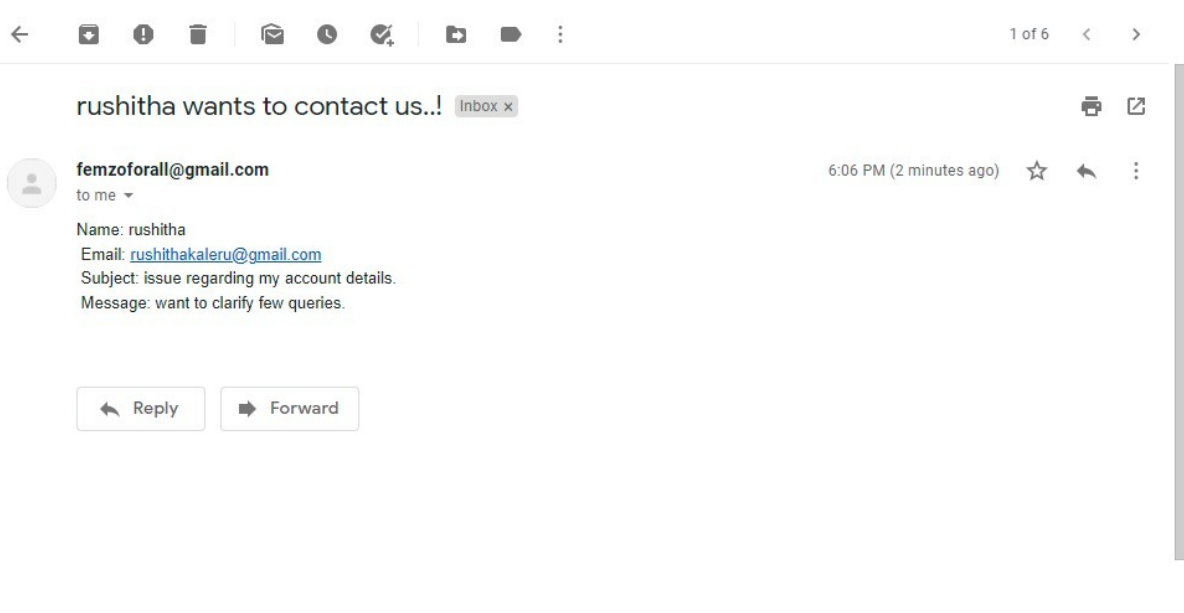 1 of 6
rushitha wants to contact us..! Inbox x
femzoforall@gmail.com 6:06 PM (2 minutes ago)
to me
Name: rushitha
Email: rushithakaleru@gmail.com
Subject: issue regarding my account details.
Message: want to clarify few queries.
Reply Forward